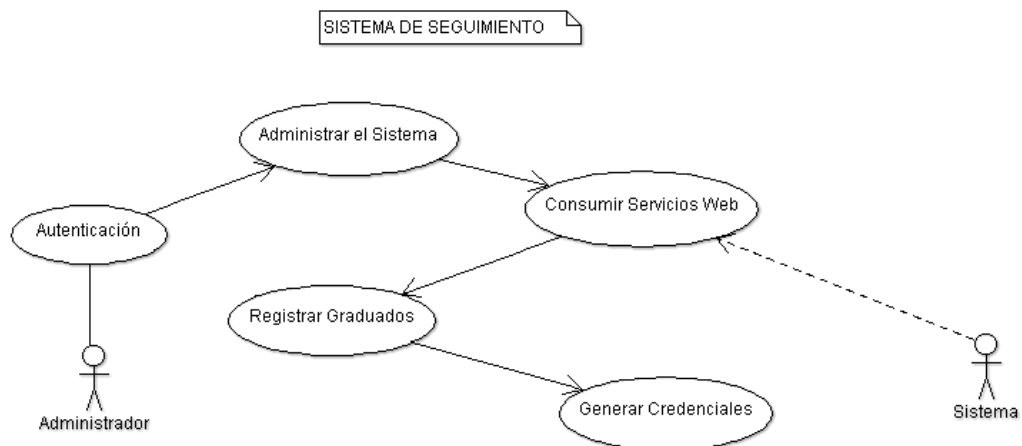 SISTEMA DE SEGUIMIENTO
Administrar el Sistema
Consumir Servicios Web
Autenticación
Registrar Graduados
Generar Credenciales
Administrador
Sistema